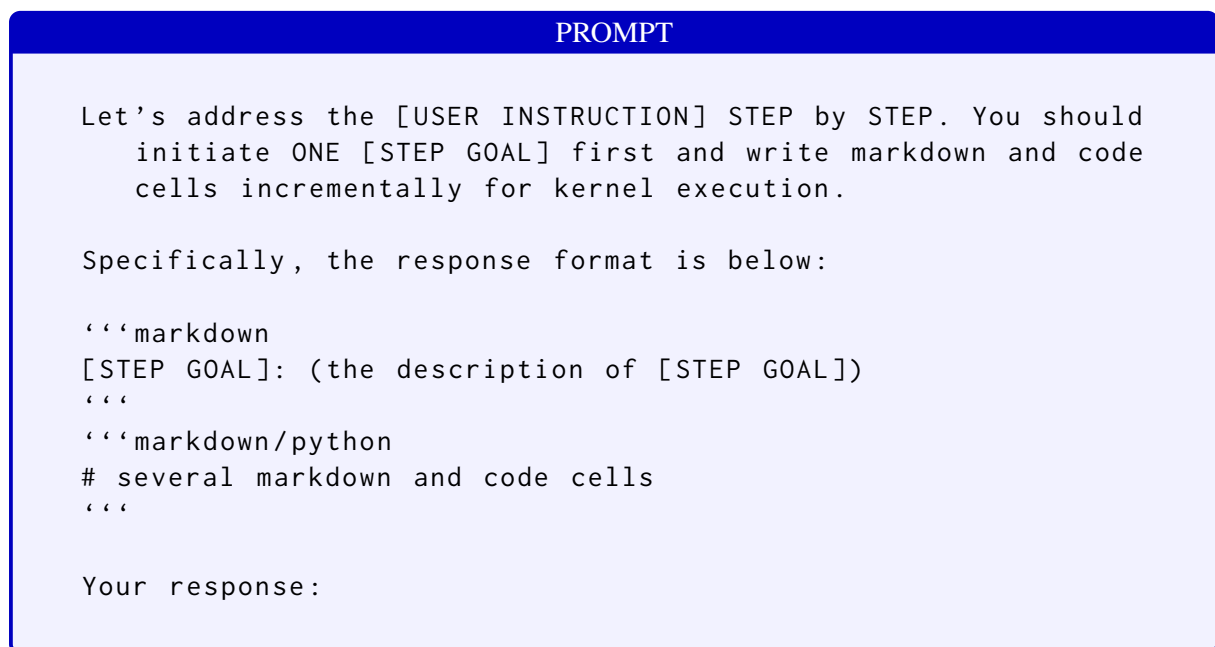 PROMPT
Let's address the [USER INSTRUCTION] STEP by STEP. You should
initiate ONE [STEP GOAL] first and write markdown and code
cells incrementally for kernel execution.
Specifically, the response format is below:
‘‘‘markdown
[STEP GOAL]: (the description of [STEP GOAL])
‘‘‘
‘‘‘markdown/python
# several markdown and code cells
‘‘‘
Your response: